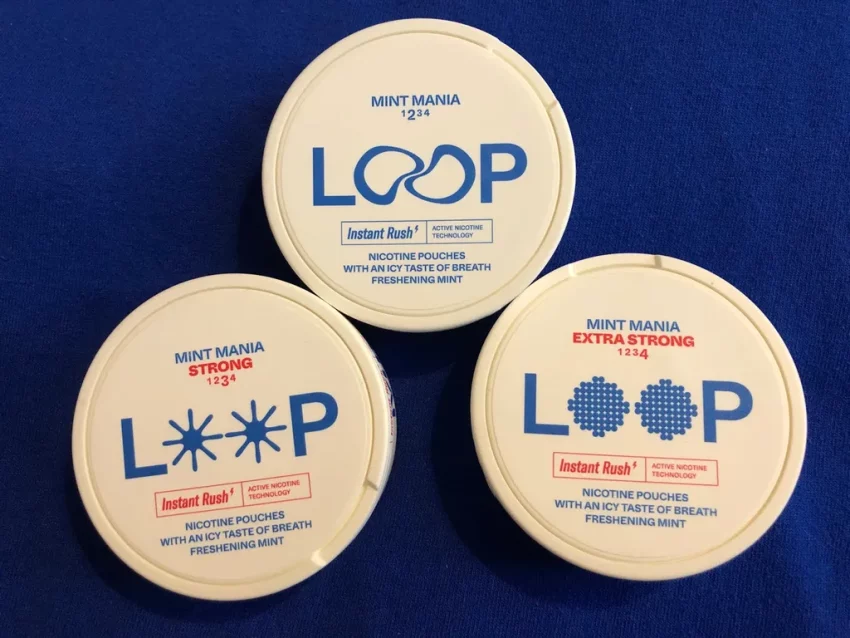 MINT MANIA
1234
LOOP
Instant Rush
ACTIVE NICOTINE
TECHNOLOGY
NICOTINE POUCHES
WITH AN ICY TASTE OF BREATH
FRESHENING MINT
MINT MANIA
STRONG
1234
LOOP
Instant Rush
ACTIVE NICOTINE
TECHNOLOGY
NICOTINE POUCHES
WITH AN ICY TASTE OF BREATH
FRESHENING MINT
MINT MANIA
EXTRA STRONG
1234
LOOP
Instant Rush
ACTIVE NICOTINE
TECHNOLOGY
NICOTINE POUCHES
WITH AN ICY TASTE OF BREATH
FRESHENING MINT